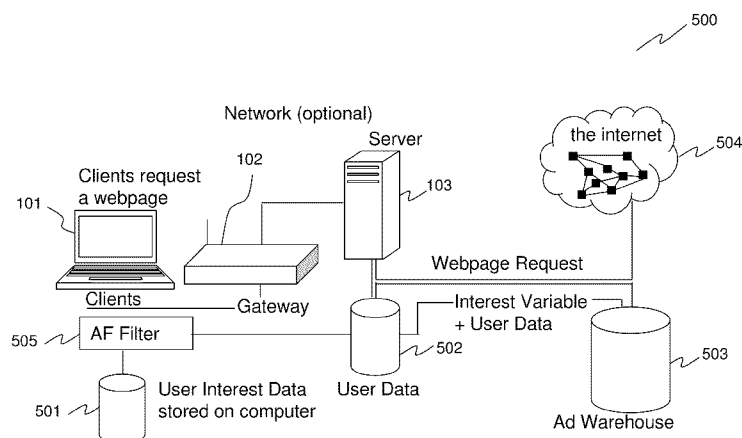 500
Network (optional)
Server
the internet
504
Clients request
a webpage
102
101
103
Webpage Request
Clients
Gateway
Interest Variable
+ User Data
505
AF Filter
502
503
User Interest Data
stored on computer
User Data
501
Ad Warehouse